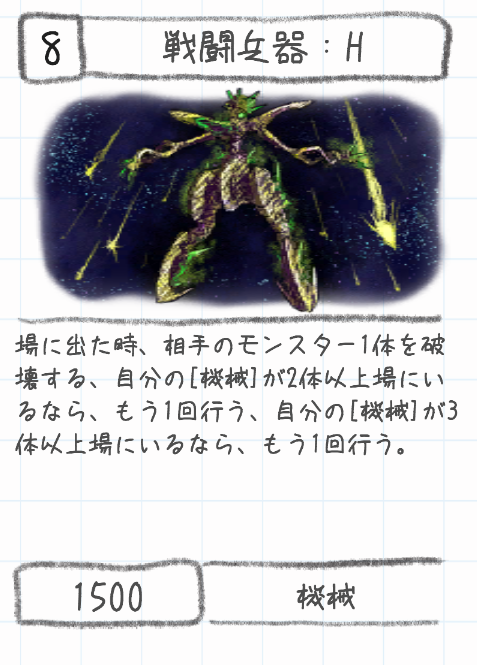 8
戦闘兵器：H
場に出た時、相手のモンスター1体を破
壊する、自分の[機械]が2体以上場にい
るなら、もう1回行う、自分の[機械]が3
体以上場にいるなら、もう1回行う。
1500
機械